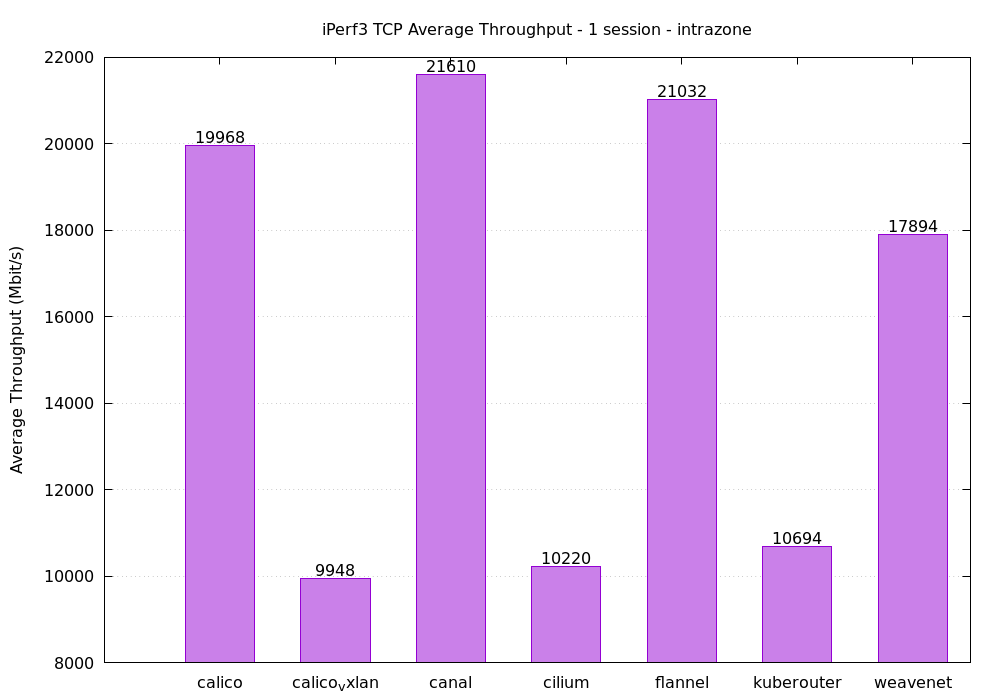 iPerf3 TCP Average Throughput - 1 session - intrazone
Average Throughput (Mbit/s)
22000
20000
18000
16000
14000
12000
10000
8000
19968
9948
21610
10220
21032
10694
17894
calico
calicovxlan
canal
cilium
flannel
kuberouter
weavenet